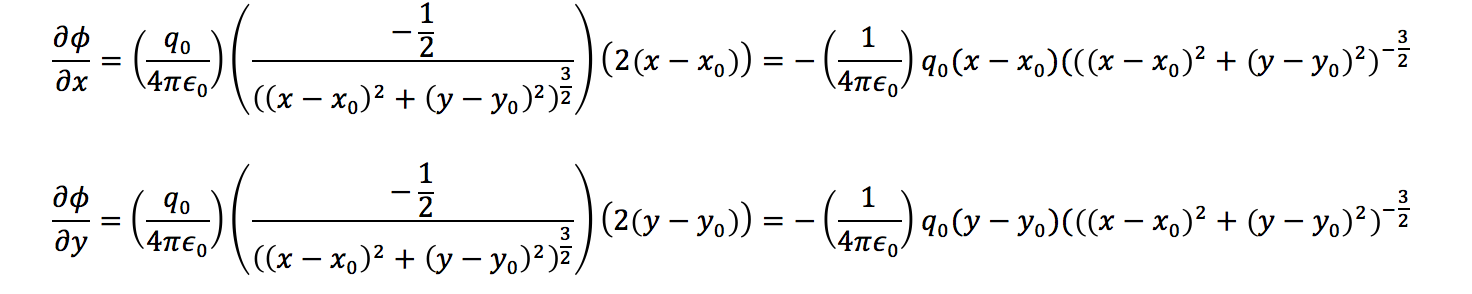 ∂ϕ/∂x = (q₀/4πϵ₀) (−½ / ((x − x₀)² + (y − y₀)²)^(3/2)) (2(x − x₀)) = −(1/4πϵ₀) q₀(x − x₀)(((x − x₀)² + (y − y₀)²)^(−3/2)
∂ϕ/∂y = (q₀/4πϵ₀) (−½ / ((x − x₀)² + (y − y₀)²)^(3/2)) (2(y − y₀)) = −(1/4πϵ₀) q₀(y − y₀)(((x − x₀)² + (y − y₀)²)^(−3/2)